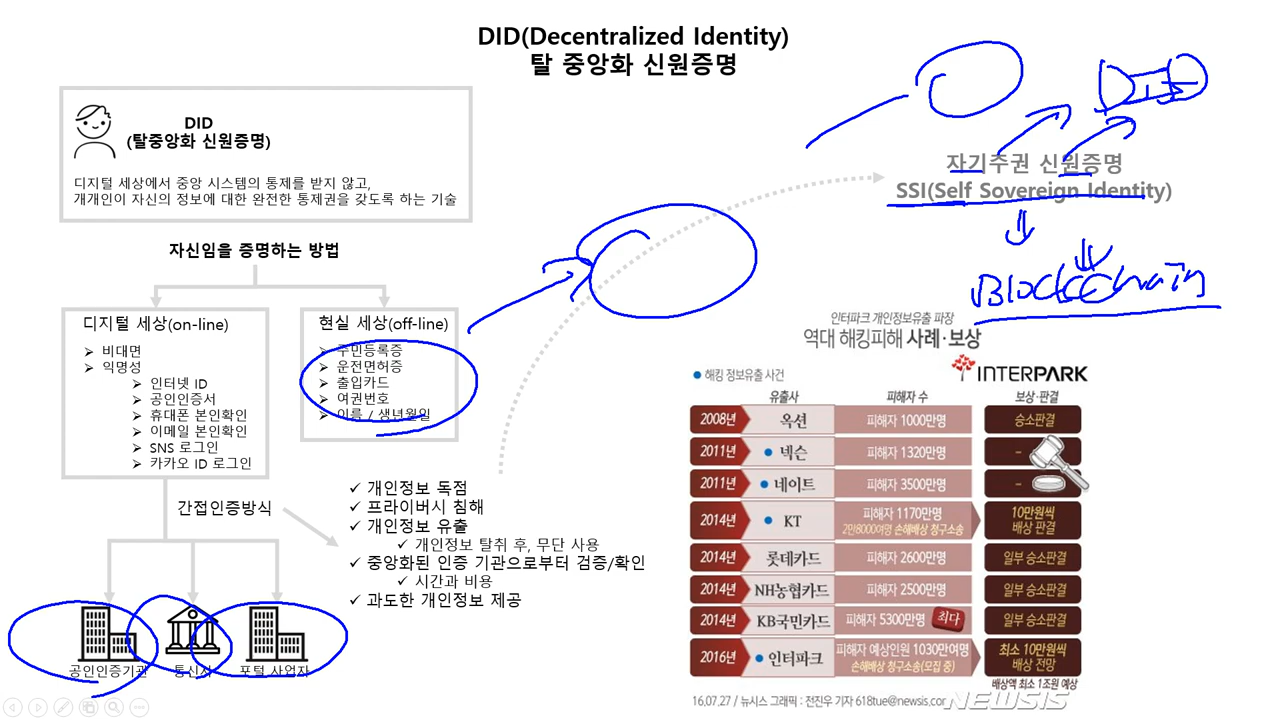 DID(Decentralized Identity)
탈 중앙화 신원증명
DID
(탈중앙화 신원증명)
디지털 세상에서 중앙 시스템의 통제를 받지 않고,
개개인이 자신의 정보에 대한 완전한 통제권을 갖도록 하는 기술
자신임을 증명하는 방법
디지털 세상(on-line)
비대면
익명성
인터넷 ID
공인인증서
휴대폰 본인확인
이메일 본인확인
SNS 로그인
카카오 ID 로그인
현실 세상(off-line)
주민등록증
운전면허증
출입카드
여권번호
이름 / 생년월일
간접인증방식
공인인증기관
통신사
포털 사업자
개인정보 독점
프라이버시 침해
개인정보 유출
개인정보 탈취 후, 무단 사용
중앙화된 인증 기관으로부터 검증/확인
시간과 비용
과도한 개인정보 제공
자기주권 신원증명
SSI(Self Sovereign Identity)
BlockChain
인터파크 개인정보유출 파장
역대 해킹피해 사례·보상
해킹 정보유출 사건
INTERPARK
유출사 피해자 수 보상·판결
2008년 옥션 피해자 1000만명 승소판결
2011년 넥슨 피해자 1320만명 -
2011년 네이트 피해자 3500만명 -
2014년 KT 피해자 1170만명 10만원씩
2만8000여명 손해배상 청구소송 배상 판결
2014년 롯데카드 피해자 2600만명 일부 승소판결
2014년 NH농협카드 피해자 2500만명 일부 승소판결
2014년 KB국민카드 피해자 5300만명 최다 일부 승소판결
2016년 인터파크 피해자 예상인원 1030만여명 최소 10만원씩
손해배상 청구소송(모집 중) 배상 전망
배상액 최소 1조원 예상
16.07.27 / 뉴시스 그래픽 : 전진우 기자 618tue@newsis.com
NEWSIS